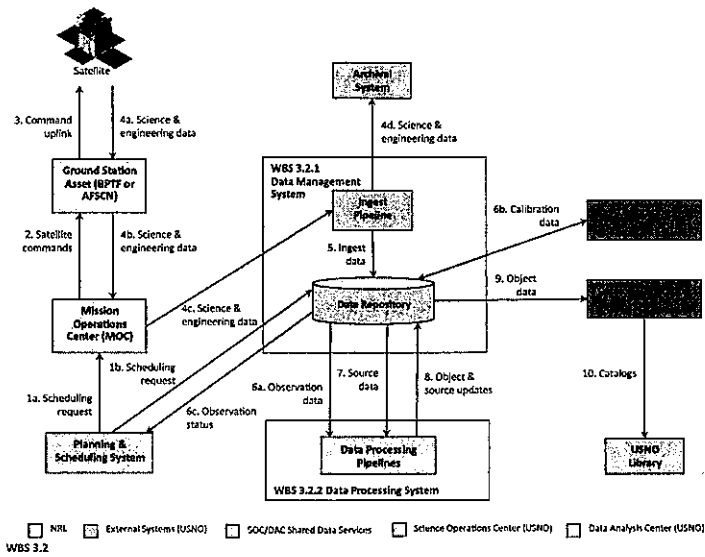 Satellite
Archival
System
3. Command
uplink
4a. Science &
engineering data
4d. Science &
engineering data
Ground Station
Asset (BPTF or
AFSCN)
WBS 3.2.1
Data Management
System
Ingest
Pipeline
6b. Calibration
data
2. Satellite
commands
4b. Science &
engineering data
5. Ingest
data
9. Object
data
Data Repository
4c. Science &
engineering data
Mission
Operations
Center (MOC)
1b. Scheduling
request
1a. Scheduling
request
6c. Observation
status
6a. Observation
data
7. Source
data
8. Object &
source updates
10. Catalogs
Planning &
Scheduling System
Data Processing
Pipelines
USNO
Library
WBS 3.2.2 Data Processing System
NRL
External Systems (USNO)
SOC/DAC Shared Data Services
Science Operations Center (USNO)
Data Analysis Center (USNO)
WBS 3.2